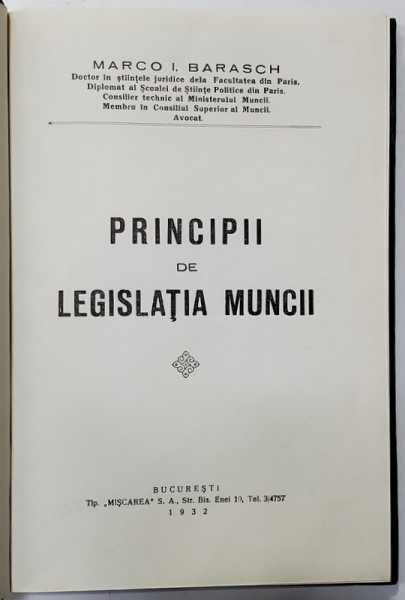 MARCO I. BARASCH
Doctor in științele juridice dela Facultatea din Paris.
Diplomat al Școalei de Științe Politice din Paris.
Consilier technic al Ministerului Muncii.
Membru in Consiliul Superior al Muncii.
Avocat.
PRINCIPII
DE
LEGISLAȚIA MUNCII
BUCUREȘTI
Tip. „MIȘCAREA" S. A., Str. Bis. Enei 10, Tel. 3|4757
1932